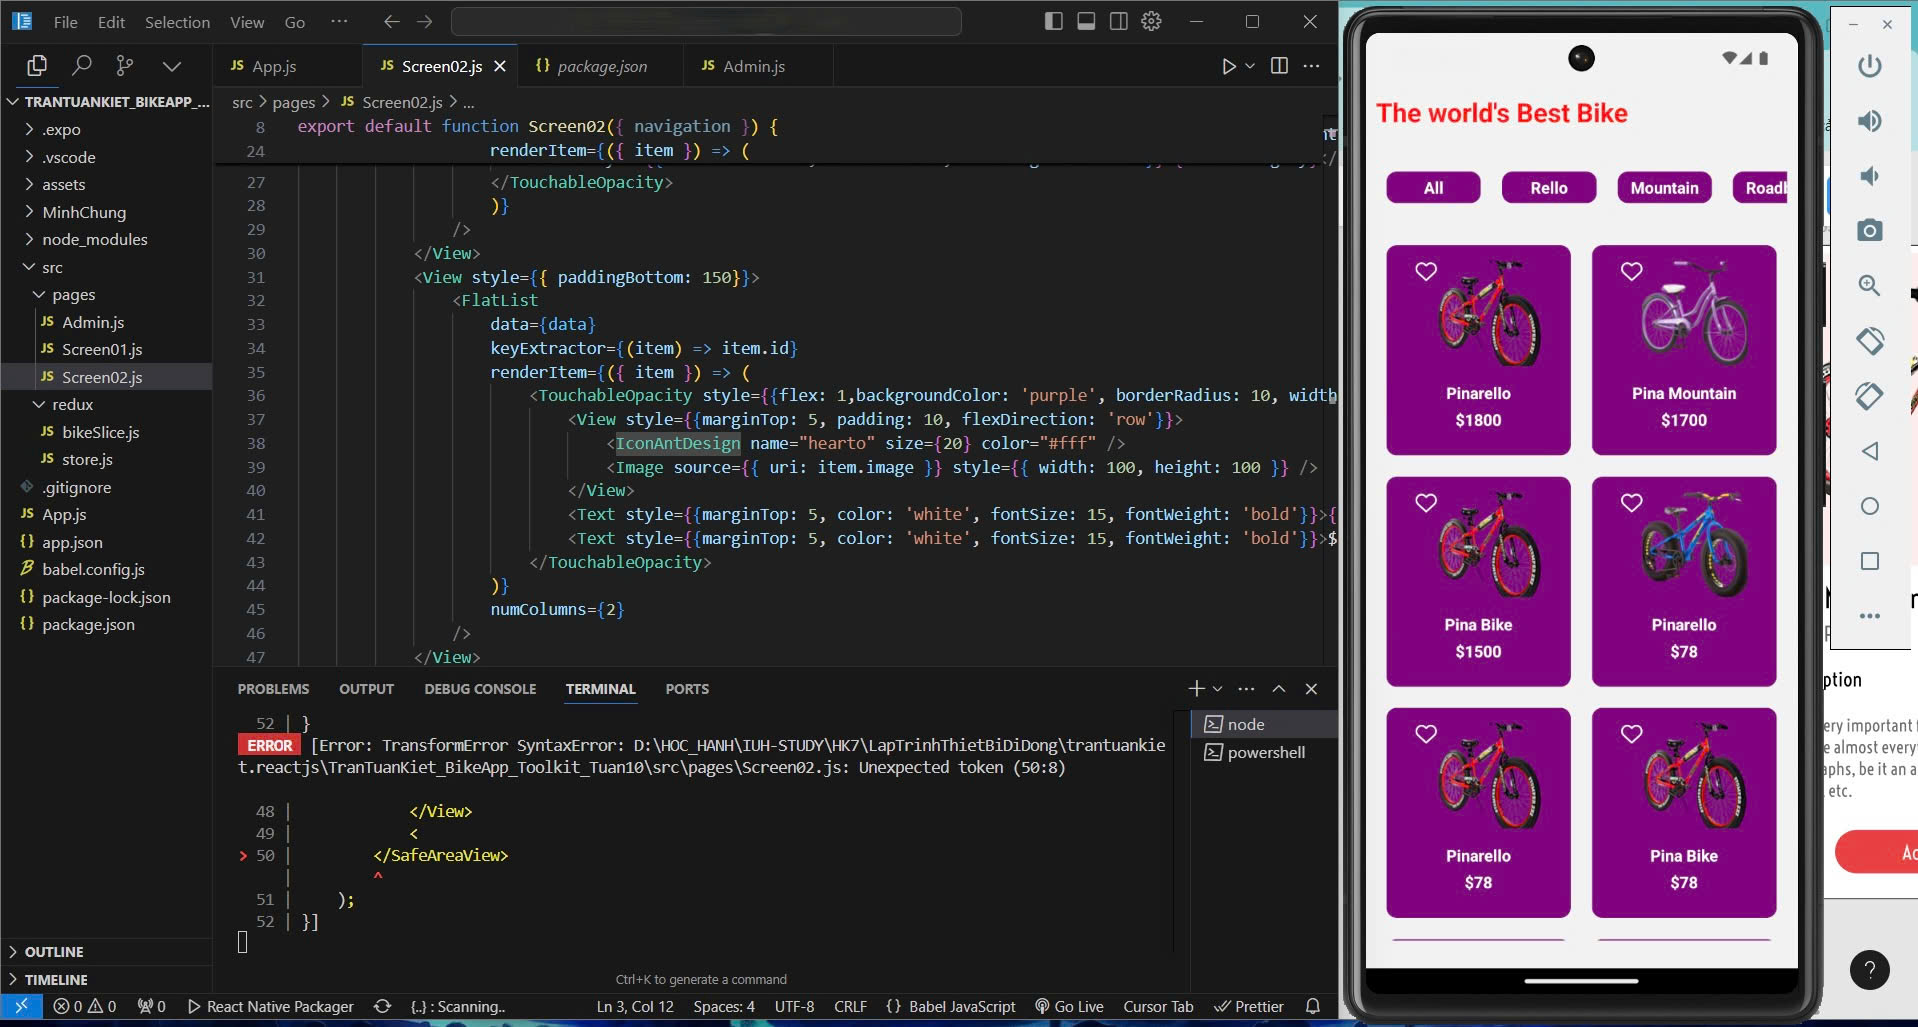 File Edit Selection View Go ···
TRANTUANKIET_BIKEAPP_...
.expo
.vscode
assets
MinhChung
node_modules
src
pages
JS Admin.js
JS Screen01.js
JS Screen02.js
redux
JS bikeSlice.js
JS store.js
.gitignore
JS App.js
{} app.json
babel.config.js
{} package-lock.json
{} package.json
OUTLINE
TIMELINE
JS App.js
JS Screen02.js
{} package.json
JS Admin.js
src > pages > JS Screen02.js > ...
8 export default function Screen02({ navigation }) {
24 renderItem={({ item }) => (
27 </TouchableOpacity>
28 )}
29 />
30 </View>
31 <View style={{ paddingBottom: 150}}>
32 <FlatList
33 data={data}
34 keyExtractor={(item) => item.id}
35 renderItem={({ item }) => (
36 <TouchableOpacity style={{flex: 1,backgroundColor: 'purple', borderRadius: 10, width
37 <View style={{marginTop: 5, padding: 10, flexDirection: 'row'}}>
38 <IconAntDesign name="hearto" size={20} color="#fff" />
39 <Image source={{ uri: item.image }} style={{ width: 100, height: 100 }} />
40 </View>
41 <Text style={{marginTop: 5, color: 'white', fontSize: 15, fontWeight: 'bold'}}>{
42 <Text style={{marginTop: 5, color: 'white', fontSize: 15, fontWeight: 'bold'}}>$
43 </TouchableOpacity>
44 )}
45 numColumns={2}
46 />
47 </View>
PROBLEMS OUTPUT DEBUG CONSOLE TERMINAL PORTS
52 | }
ERROR [Error: TransformError SyntaxError: D:\HOC_HANH\IUH-STUDY\HK7\LapTrinhThietBiDiDong\trantuankie
t.reactjs\TranTuanKiet_BikeApp_Toolkit_Tuan10\src\pages\Screen02.js: Unexpected token (50:8)
48 | </View>
49 | <
> 50 | </SafeAreaView>
| ^
51 | );
52 | }]
node
powershell
Ctrl+K to generate a command
0 0 0 React Native Packager {..} : Scanning.. Ln 3, Col 12 Spaces: 4 UTF-8 CRLF {} Babel JavaScript Go Live Cursor Tab Prettier
The world's Best Bike
All Rello Mountain Roadb
Pinarello
$1800
Pina Mountain
$1700
Pina Bike
$1500
Pinarello
$78
Pinarello
$78
Pina Bike
$78
ption
ery important
e almost every
aphs, be it an a
etc.
?